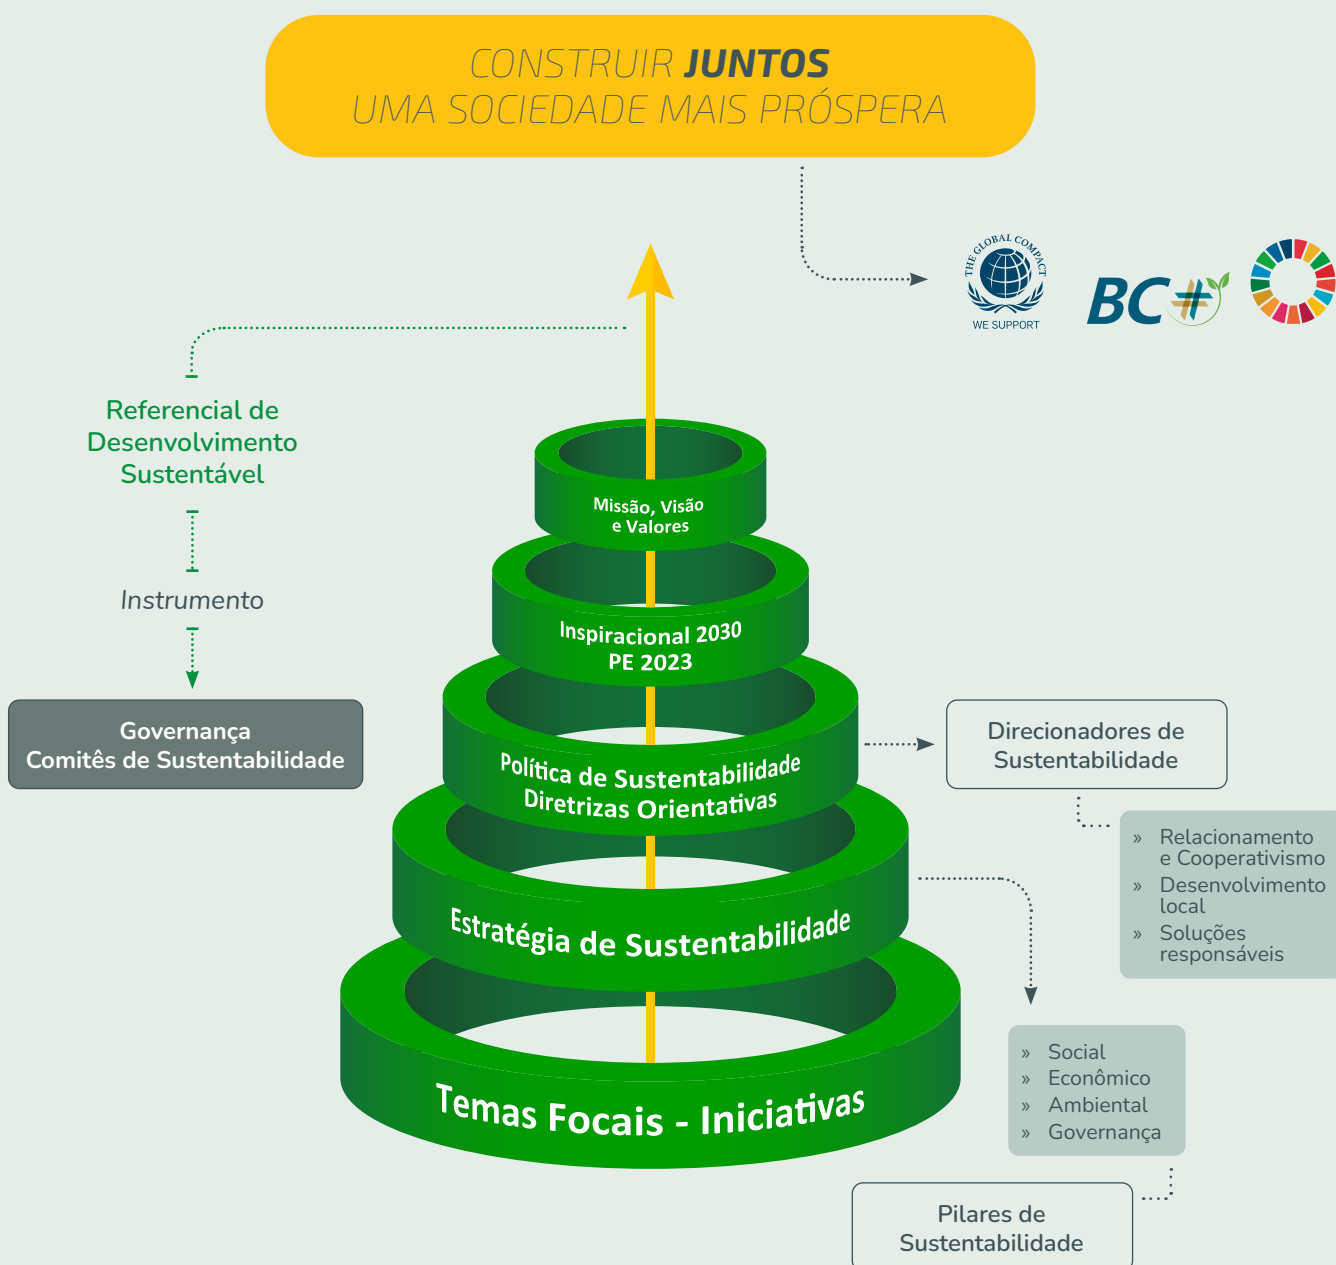 CONSTRUIR JUNTOS
UMA SOCIEDADE MAIS PRÓSPERA
THE GLOBAL COMPACT
WE SUPPORT
BC#
Referencial de
Desenvolvimento
Sustentável
Instrumento
Governança
Comitês de Sustentabilidade
Missão, Visão
e Valores
Inspiracional 2030
PE 2023
Política de Sustentabilidade
Diretrizas Orientativas
Estratégia de Sustentabilidade
Temas Focais - Iniciativas
Direcionadores de
Sustentabilidade
» Relacionamento
e Cooperativismo
» Desenvolvimento
local
» Soluções
responsáveis
» Social
» Econômico
» Ambiental
» Governança
Pilares de
Sustentabilidade